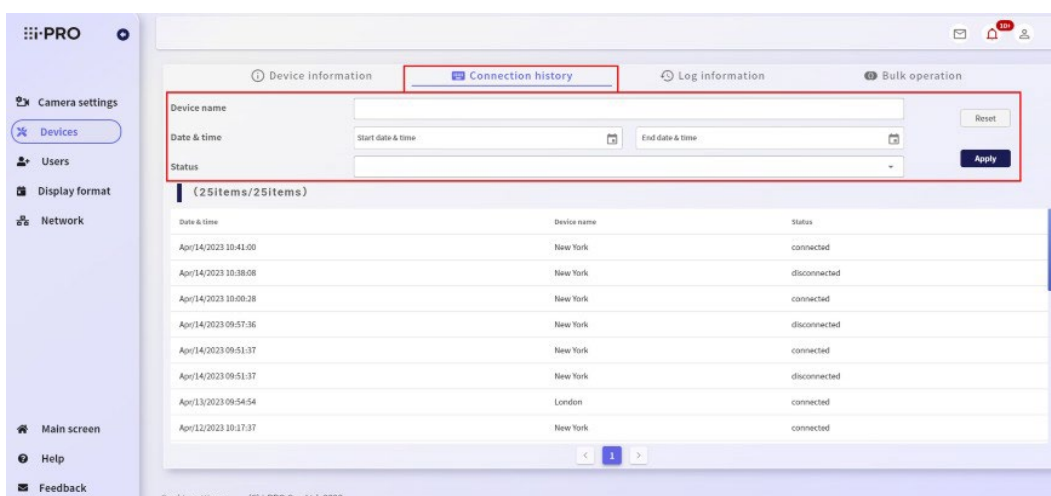 i-PRO
10+
Device information
Connection history
Log information
Bulk operation
Camera settings
Devices
Users
Display format
Network
Device name
Date & time
Start date & time
End date & time
Status
Reset
Apply
(25items/25items)
Date & time Device name Status
Apr/14/2023 10:41:00 New York connected
Apr/14/2023 10:38:08 New York disconnected
Apr/14/2023 10:00:28 New York connected
Apr/14/2023 09:57:36 New York disconnected
Apr/14/2023 09:51:37 New York connected
Apr/14/2023 09:51:37 New York disconnected
Apr/13/2023 09:54:54 London connected
Apr/12/2023 10:17:37 New York connected
< 1 >
Main screen
Help
Feedback